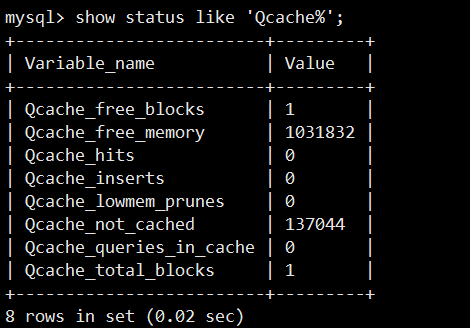 mysql> show status like 'Qcache%';
+-------------------------+---------+
| Variable_name | Value |
+-------------------------+---------+
| Qcache_free_blocks | 1 |
| Qcache_free_memory | 1031832 |
| Qcache_hits | 0 |
| Qcache_inserts | 0 |
| Qcache_lowmem_prunes | 0 |
| Qcache_not_cached | 137044 |
| Qcache_queries_in_cache | 0 |
| Qcache_total_blocks | 1 |
+-------------------------+---------+
8 rows in set (0.02 sec)